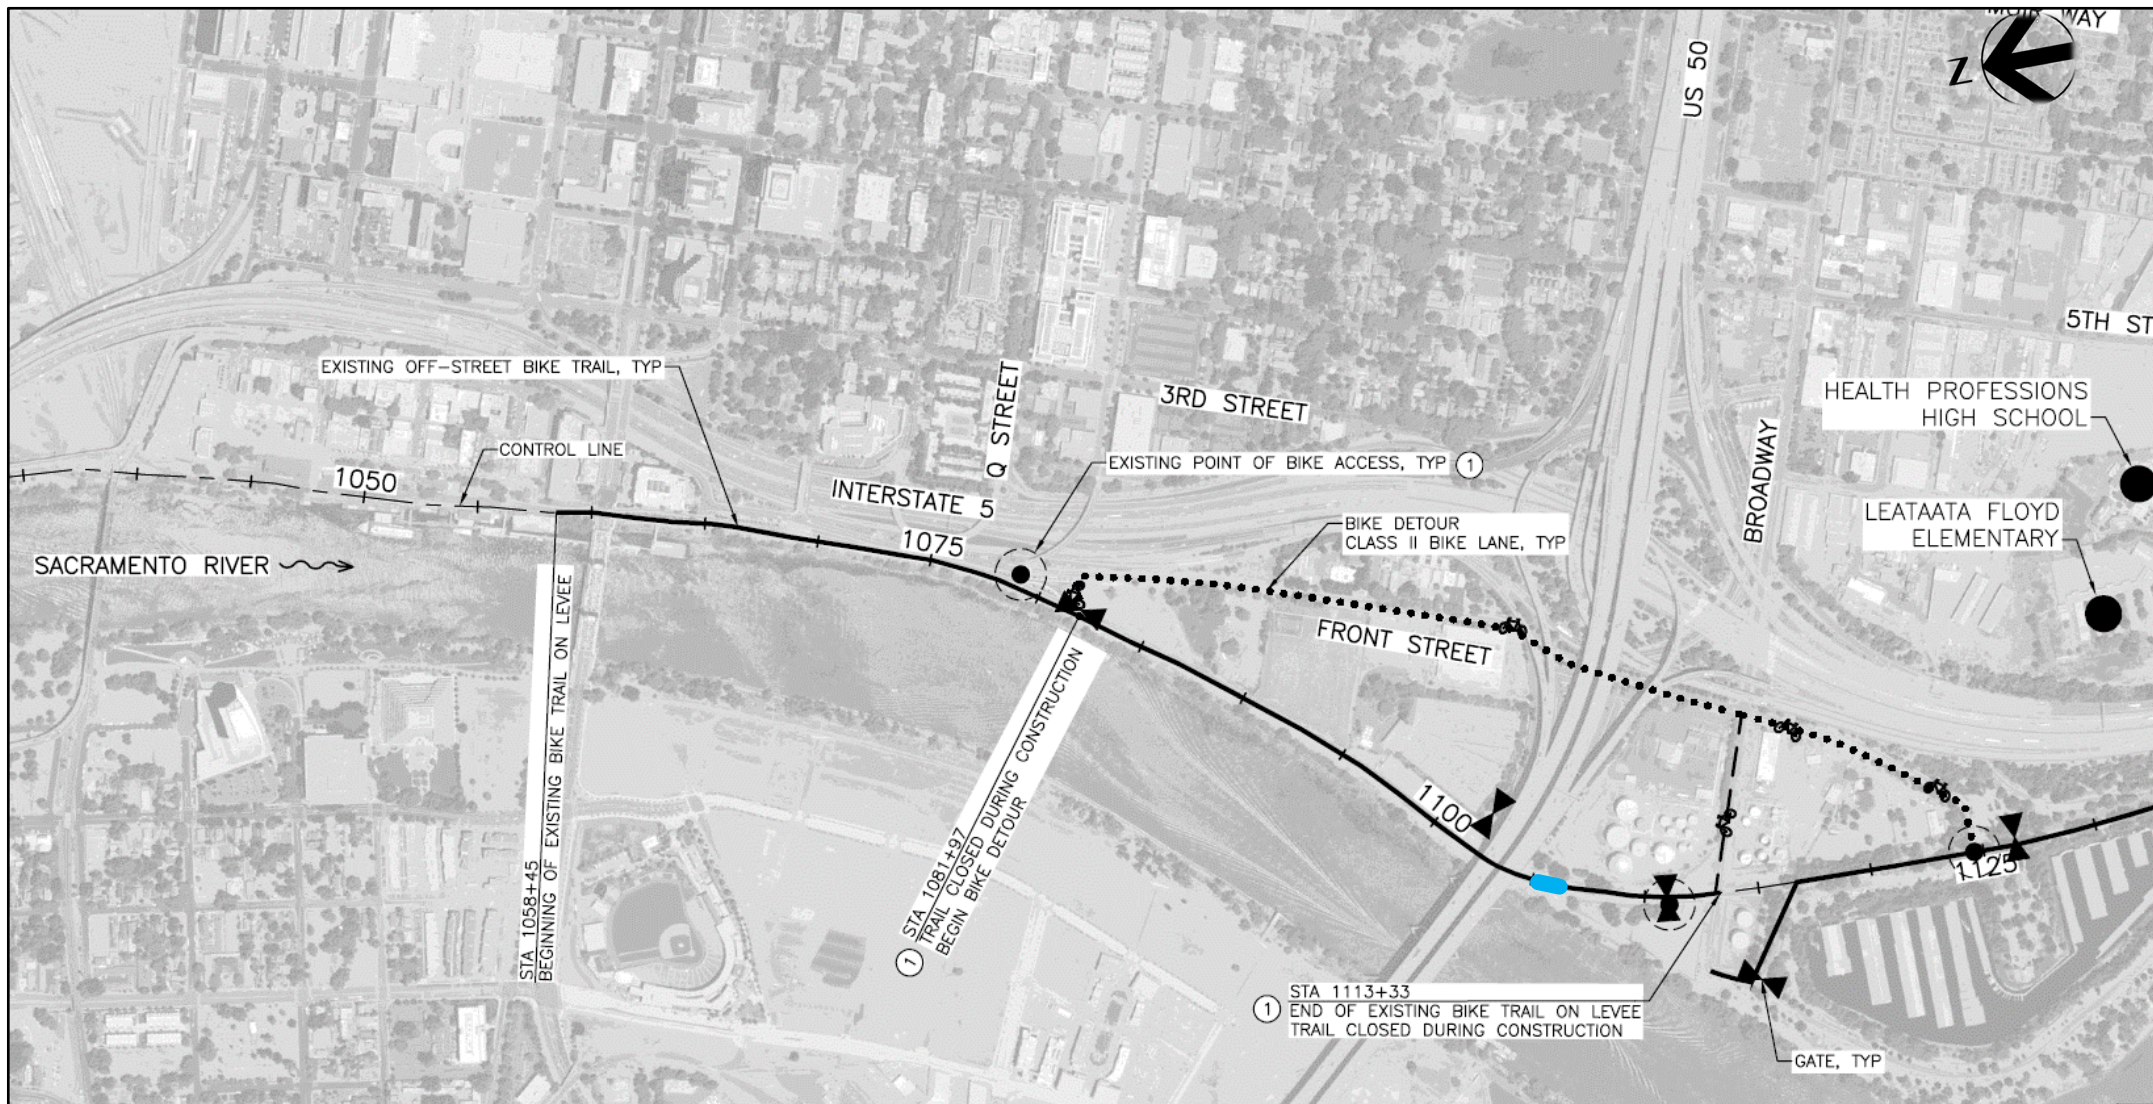 MUIR WAY
Z
US 50
5TH ST
EXISTING OFF-STREET BIKE TRAIL, TYP
3RD STREET
HEALTH PROFESSIONS
HIGH SCHOOL
Q STREET
CONTROL LINE
EXISTING POINT OF BIKE ACCESS, TYP 1
BROADWAY
1050
INTERSTATE 5
LEATAATA FLOYD
ELEMENTARY
BIKE DETOUR
CLASS II BIKE LANE, TYP
1075
SACRAMENTO RIVER
FRONT STREET
STA 1058+45
BEGINNING OF EXISTING BIKE TRAIL ON LEVEE
1 STA 1081+97
TRAIL CLOSED DURING CONSTRUCTION
BEGIN BIKE DETOUR
1100
1125
1 STA 1113+33
END OF EXISTING BIKE TRAIL ON LEVEE
TRAIL CLOSED DURING CONSTRUCTION
GATE, TYP